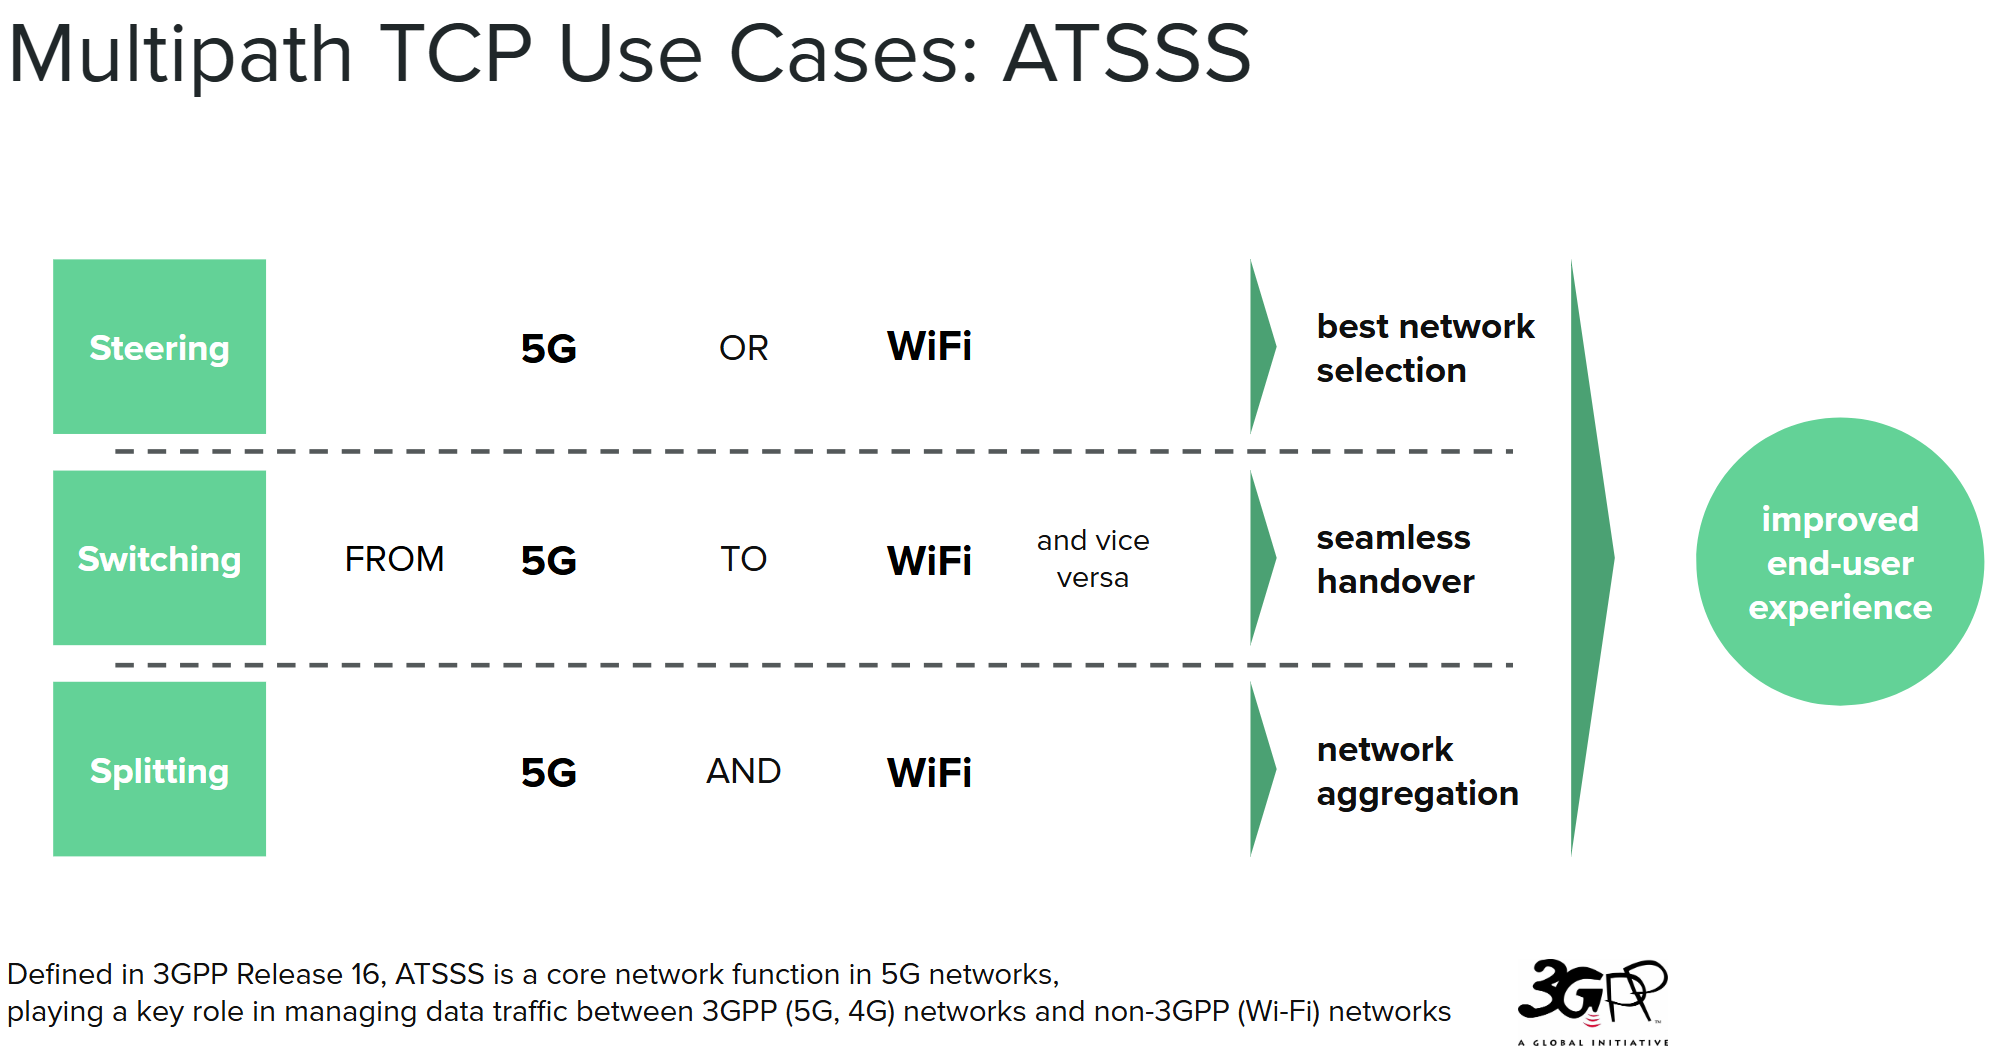 Multipath TCP Use Cases: ATSSS
Steering
5G OR WiFi
best network
selection
Switching
FROM 5G TO WiFi
and vice
versa
seamless
handover
Splitting
5G AND WiFi
network
aggregation
improved
end-user
experience
Defined in 3GPP Release 16, ATSSS is a core network function in 5G networks,
playing a key role in managing data traffic between 3GPP (5G, 4G) networks and non-3GPP (Wi-Fi) networks
3GPP™
A GLOBAL INITIATIVE